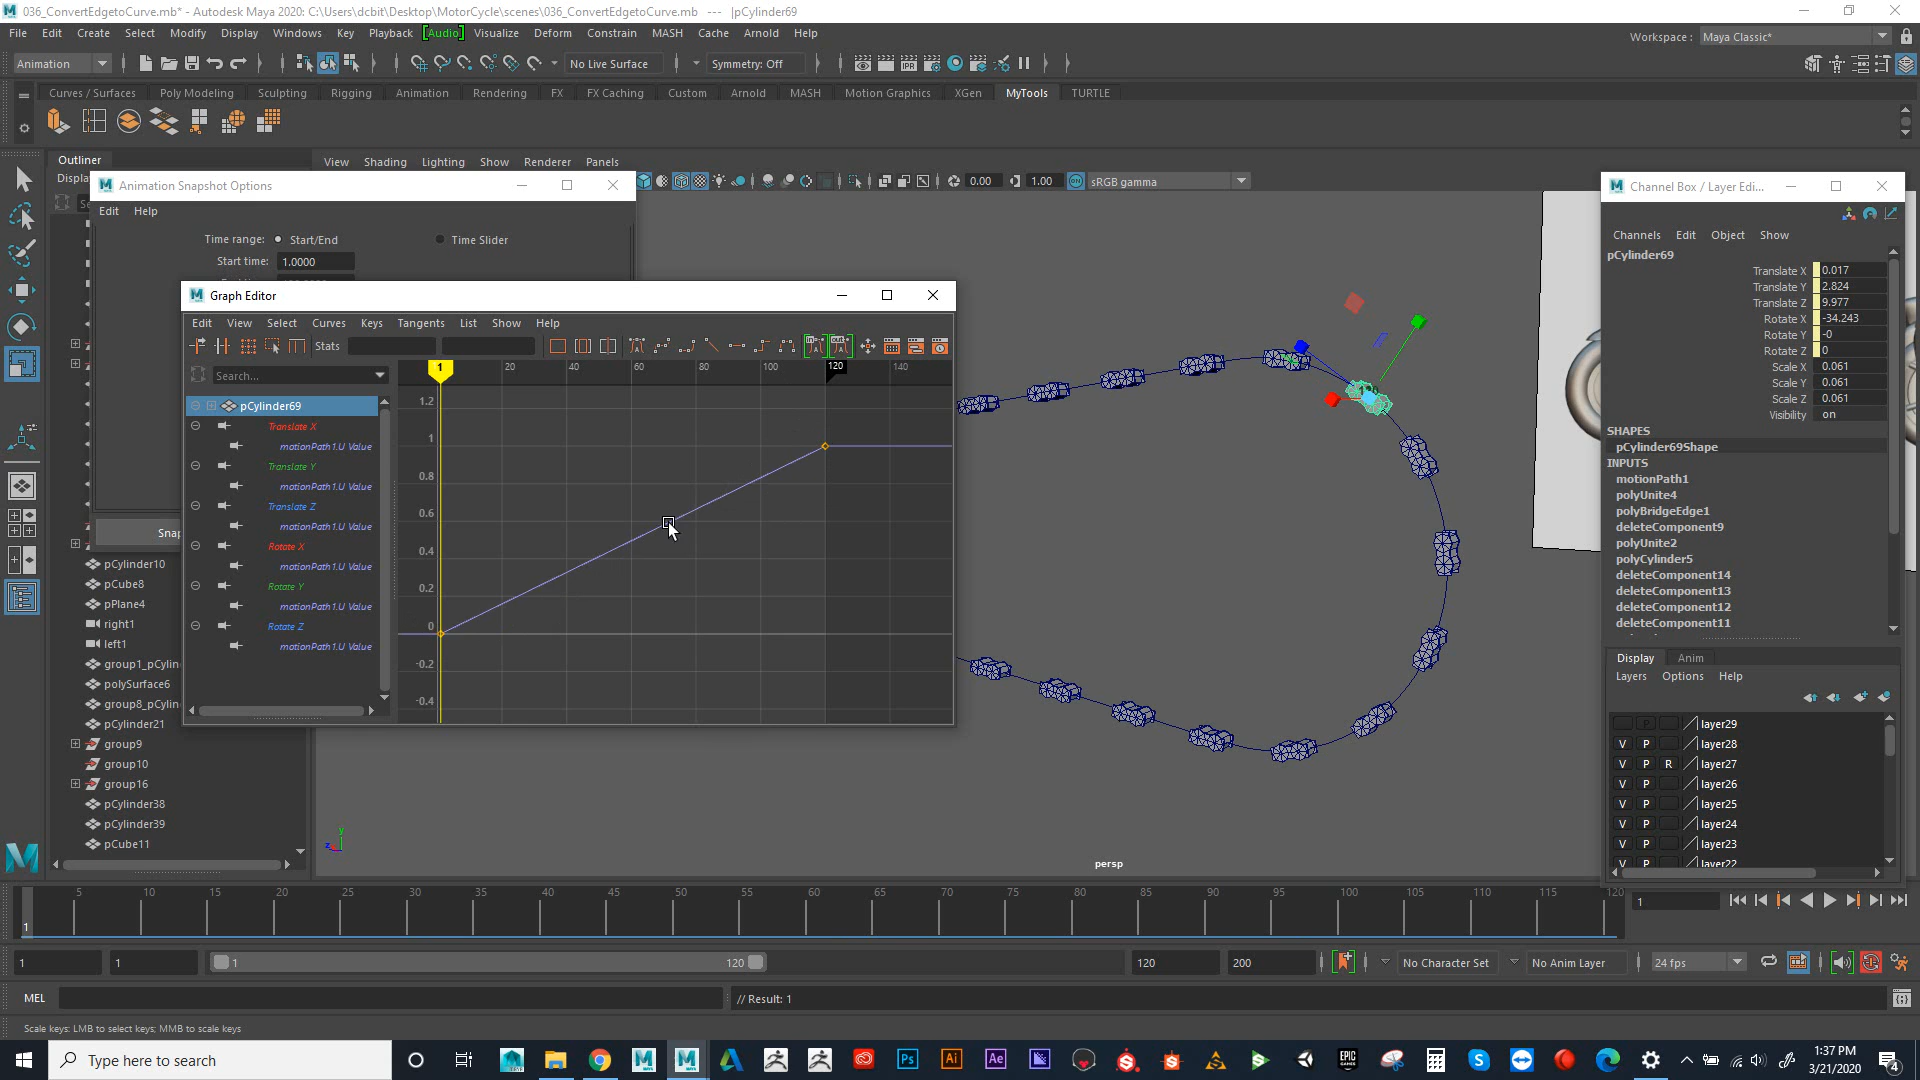 036_ConvertEdgetoCurve.mb* - Autodesk Maya 2020: C:\Users\dcbit\Desktop\MotorCycle\scenes\036_ConvertEdgetoCurve.mb --- |pCylinder69
File Edit Create Select Modify Display Windows Key Playback [Audio] Visualize Deform Constrain MASH Cache Arnold Help
Workspace : Maya Classic*
Animation No Live Surface Symmetry: Off
Curves / Surfaces Poly Modeling Sculpting Rigging Animation Rendering FX FX Caching Custom Arnold MASH Motion Graphics XGen MyTools TURTLE
Outliner
View Shading Lighting Show Renderer Panels
0.00 1.00 sRGB gamma
Animation Snapshot Options
Edit Help
Time range: Start/End Time Slider
Start time: 1.0000
Graph Editor
Edit View Select Curves Keys Tangents List Show Help
Stats
Search...
1 20 40 60 80 100 120 140
pCylinder69
Translate X
motionPath1.U Value
Translate Y
motionPath1.U Value
Translate Z
motionPath1.U Value
Rotate X
motionPath1.U Value
Rotate Y
motionPath1.U Value
Rotate Z
motionPath1.U Value
1.2
1
0.8
0.6
0.4
0.2
0
-0.2
-0.4
pCylinder10
pCube8
pPlane4
right1
left1
group1_pCylin
polySurface6
group8_pCylin
pCylinder21
group9
group10
group16
pCylinder38
pCylinder39
pCube11
persp
Channel Box / Layer Edi...
Channels Edit Object Show
pCylinder69
Translate X 0.017
Translate Y 2.824
Translate Z 9.977
Rotate X -34.243
Rotate Y -0
Rotate Z 0
Scale X 0.061
Scale Y 0.061
Scale Z 0.061
Visibility on
SHAPES
pCylinder69Shape
INPUTS
motionPath1
polyUnite4
polyBridgeEdge1
deleteComponent9
polyUnite2
polyCylinder5
deleteComponent14
deleteComponent13
deleteComponent12
deleteComponent11
Display Anim
Layers Options Help
P layer29
V P layer28
V P R layer27
V P layer26
V P layer25
V P layer24
V P layer23
V P layer22
5 10 15 20 25 30 35 40 45 50 55 60 65 70 75 80 85 90 95 100 105 110 115 120
1 1
1 1 1 120 120 200 No Character Set No Anim Layer 24 fps
MEL // Result: 1
Scale keys: LMB to select keys; MMB to scale keys
Type here to search
1:37 PM
3/21/2020
4